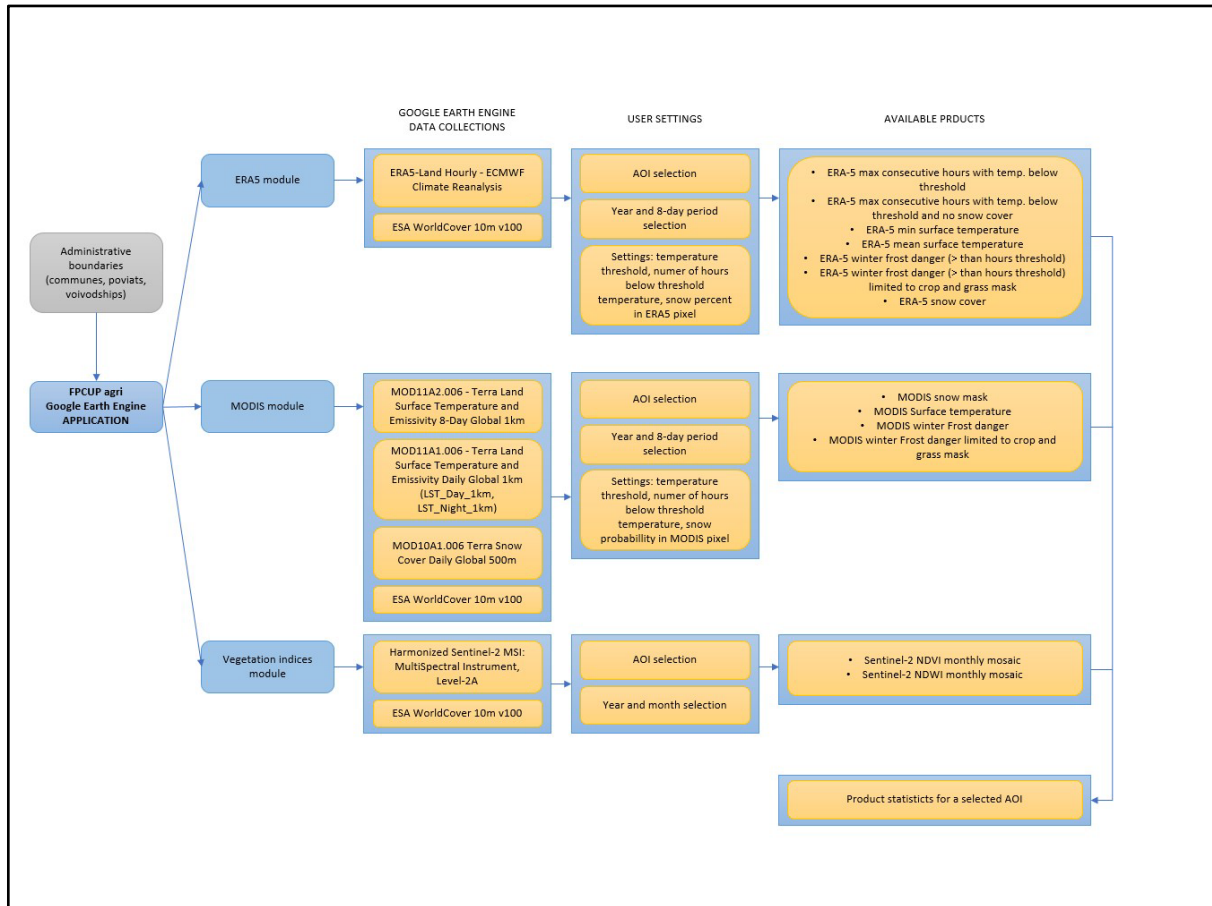 GOOGLE EARTH ENGINE
DATA COLLECTIONS
USER SETTINGS
AVAILABLE PRDUCTS
Administrative
boundaries
(communes, poviats,
voivodships)
FPCUP agri
Google Earth Engine
APPLICATION
ERA5 module
ERA5-Land Hourly - ECMWF
Climate Reanalysis
ESA WorldCover 10m v100
AOI selection
Year and 8-day period
selection
Settings: temperature
threshold, numer of hours
below threshold
temperature, snow percent
in ERA5 pixel
• ERA-5 max consecutive hours with temp. below
threshold
• ERA-5 max consecutive hours with temp. below
threshold and no snow cover
• ERA-5 min surface temperature
• ERA-5 mean surface temperature
• ERA-5 winter frost danger (> than hours threshold)
• ERA-5 winter frost danger (> than hours threshold)
limited to crop and grass mask
• ERA-5 snow cover
MODIS module
MOD11A2.006 - Terra Land
Surface Temperature and
Emissivity 8-Day Global 1km
MOD11A1.006 - Terra Land
Surface Temperature and
Emissivity Daily Global 1km
(LST_Day_1km,
LST_Night_1km)
MOD10A1.006 Terra Snow
Cover Daily Global 500m
ESA WorldCover 10m v100
AOI selection
Year and 8-day period
selection
Settings: temperature
threshold, numer of hours
below threshold
temperature, snow
probabillity in MODIS pixel
• MODIS snow mask
• MODIS Surface temperature
• MODIS winter Frost danger
• MODIS winter Frost danger limited to crop and
grass mask
Vegetation indices
module
Harmonized Sentinel-2 MSI:
MultiSpectral Instrument,
Level-2A
ESA WorldCover 10m v100
AOI selection
Year and month selection
• Sentinel-2 NDVI monthly mosaic
• Sentinel-2 NDWI monthly mosaic
Product statisticts for a selected AOI